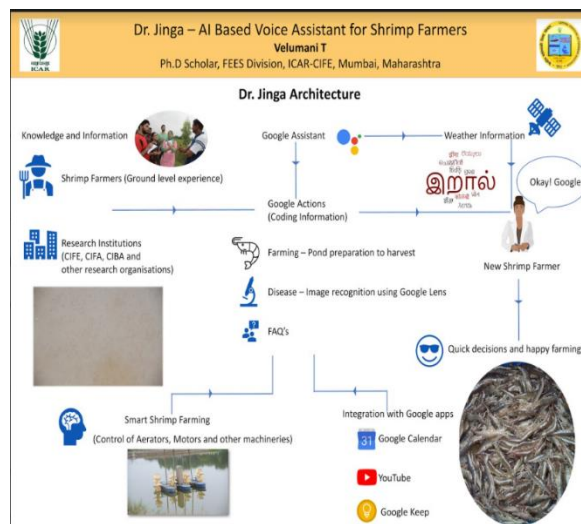 Dr. Jinga – AI Based Voice Assistant for Shrimp Farmers
Velumani T
Ph.D Scholar, FEES Division, ICAR-CIFE, Mumbai, Maharashtra
ICAR
Dr. Jinga Architecture
Knowledge and Information
Google Assistant
Weather Information
Shrimp Farmers (Ground level experience)
Google Actions
(Coding Information)
இறால்
Okay! Google
Research Institutions
(CIFE, CIFA, CIBA and
other research organisations)
Farming – Pond preparation to harvest
New Shrimp Farmer
Disease – Image recognition using Google Lens
FAQ's
Quick decisions and happy farming
Smart Shrimp Farming
(Control of Aerators, Motors and other machineries)
Integration with Google apps
31
Google Calendar
YouTube
Google Keep